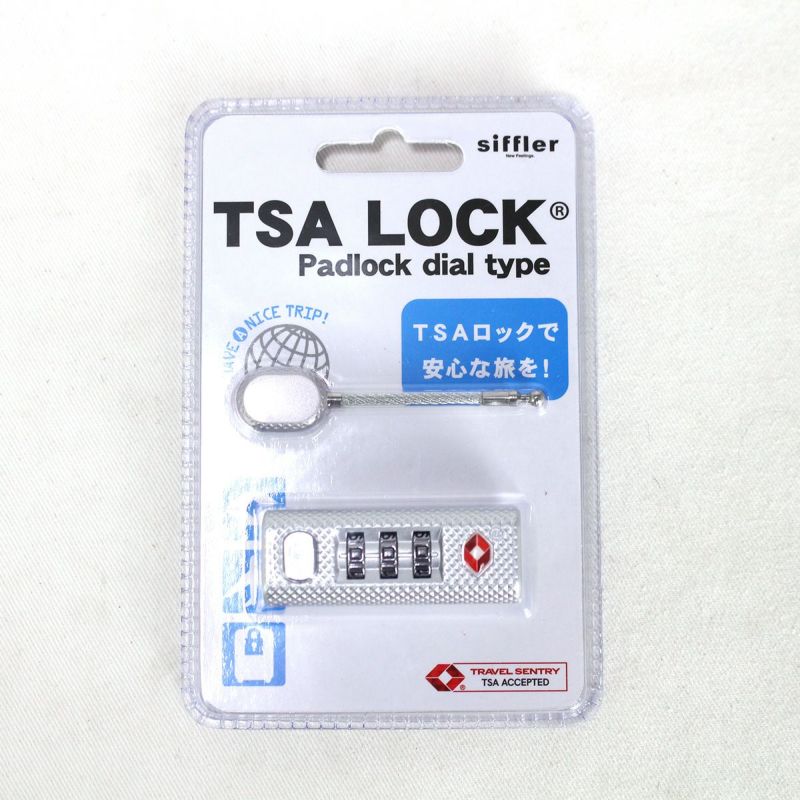 siffler
New Feelings.
TSA LOCK®
Padlock dial type
HAVE A NICE TRIP!
TSAロックで
安心な旅を!
TRAVEL SENTRY
®
TSA ACCEPTED